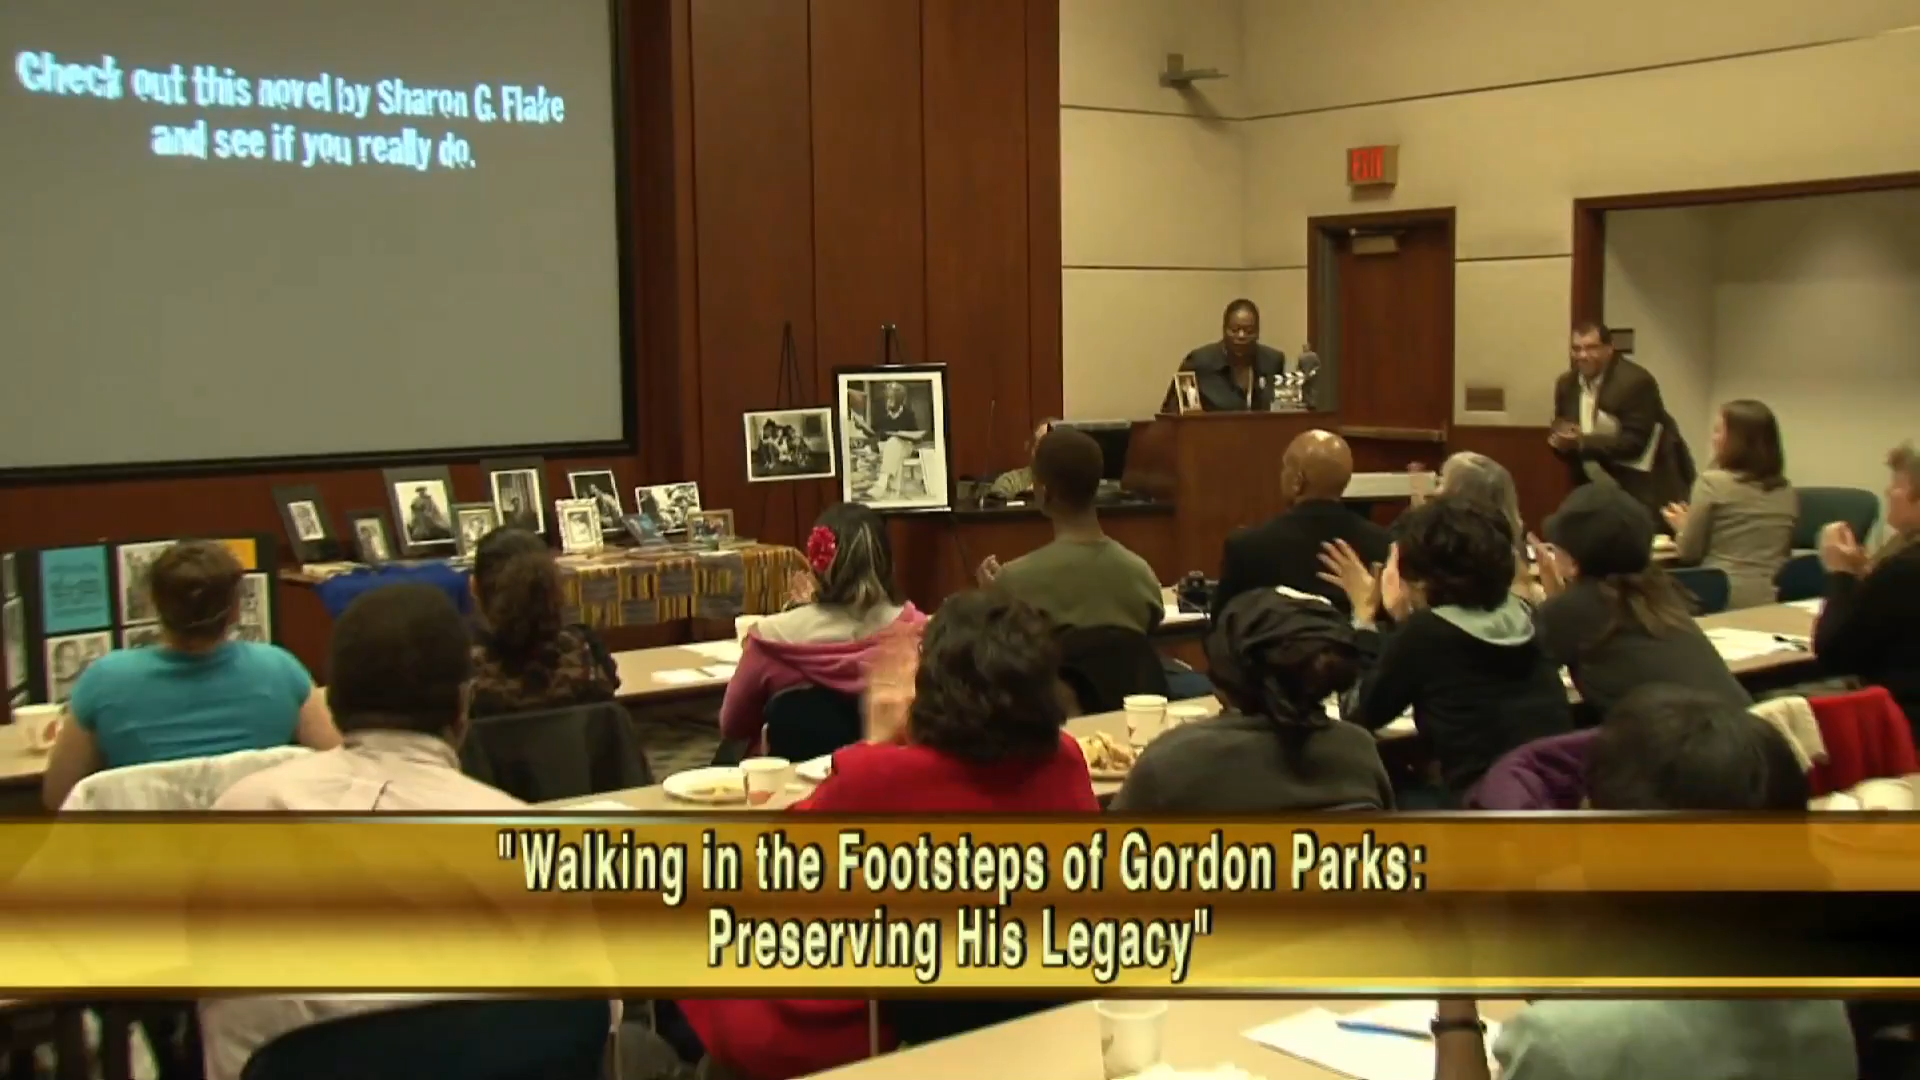 Check out this novel by Sharon G. Flake
and see if you really do.
EXIT
"Walking in the Footsteps of Gordon Parks:
Preserving His Legacy"